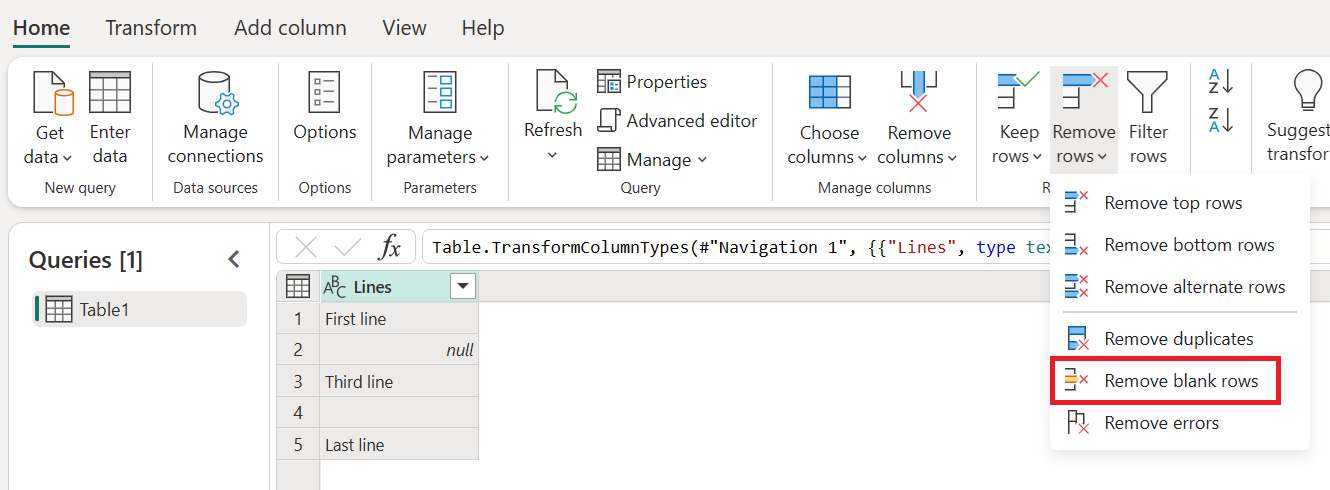 Home Transform Add column View Help
Get data
Enter data
New query
Manage connections
Data sources
Options
Options
Manage parameters
Parameters
Refresh
Properties
Advanced editor
Manage
Query
Choose columns
Remove columns
Manage columns
Keep rows
Remove rows
Filter rows
R
A
Z
Z
A
Suggest
transfor
Remove top rows
Remove bottom rows
Remove alternate rows
Remove duplicates
Remove blank rows
Remove errors
Queries [1]
Table1
fx Table.TransformColumnTypes(#"Navigation 1", {{"Lines", type tex
ABC Lines
1 First line
2 null
3 Third line
4
5 Last line